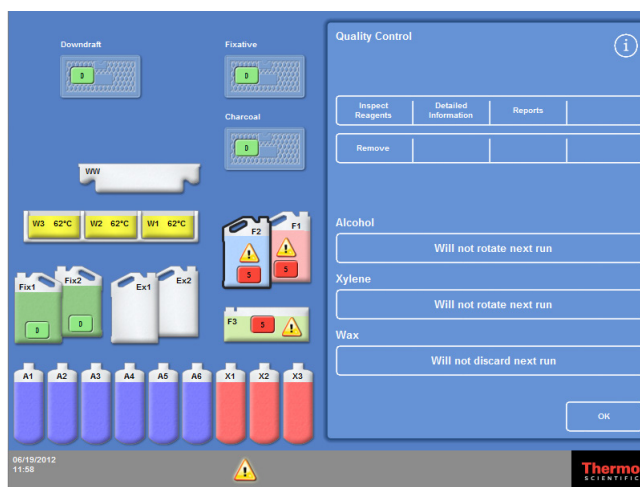 Downdraft
D
Fixative
D
Charcoal
D
WW
W3 62°C
W2 62°C
W1 62°C
F2
F1
!
!
5
5
Fix1
Fix2
Ex1
Ex2
D
D
F3
5
!
A1
A2
A3
A4
A5
A6
X1
X2
X3
Quality Control
i
Inspect
Reagents
Detailed
Information
Reports
Remove
Alcohol
Will not rotate next run
Xylene
Will not rotate next run
Wax
Will not discard next run
OK
06/19/2012
11:58
!
Thermo
SCIENTIFIC